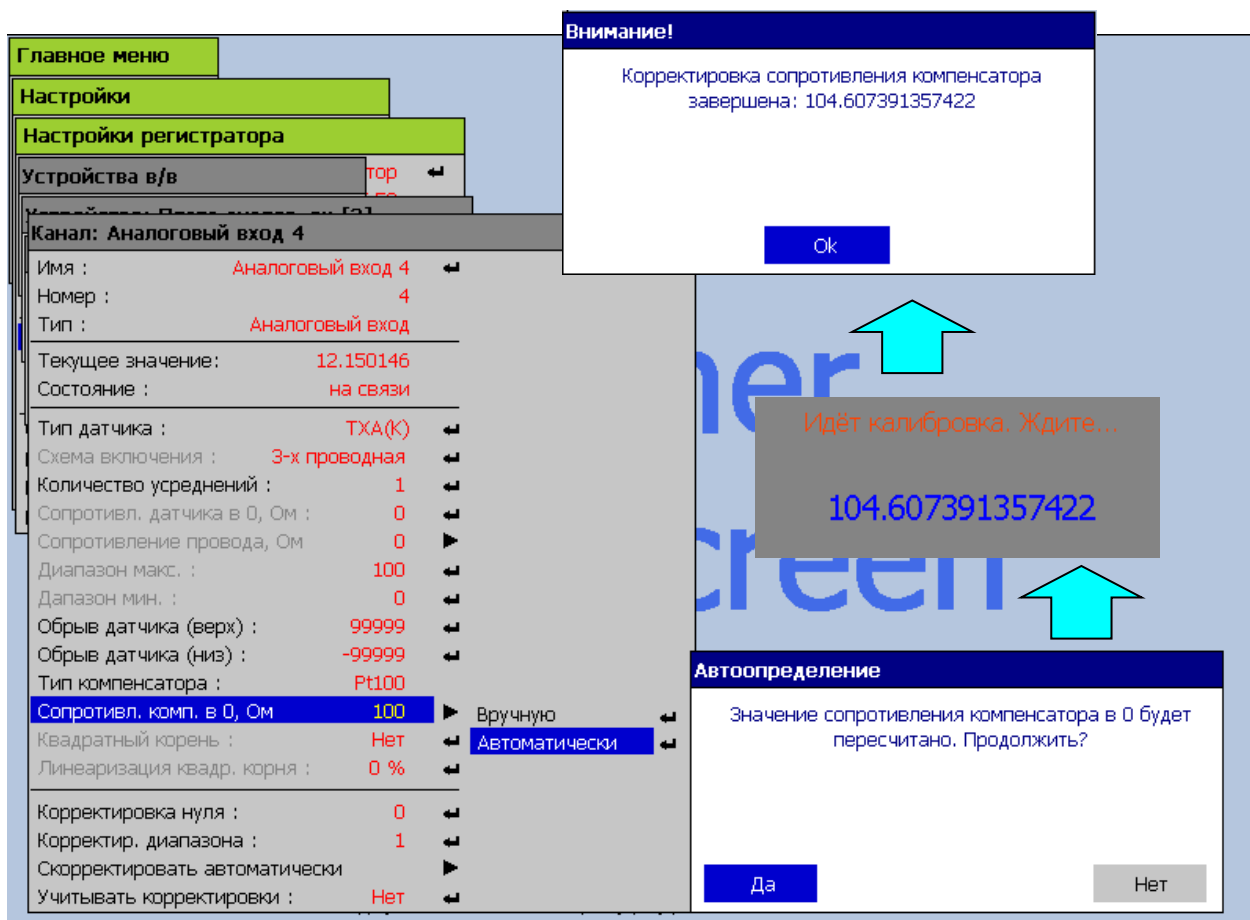 Главное меню
Настройки
Настройки регистратора
Устройства в/в
тор
Канал: Аналоговый вход 4
Имя : Аналоговый вход 4
Номер : 4
Тип : Аналоговый вход
Текущее значение: 12.150146
Состояние : на связи
Тип датчика : ТХА(K)
Схема включения : 3-х проводная
Количество усреднений : 1
Сопротивл. датчика в 0, Ом : 0
Сопротивление провода, Ом 0
Диапазон макс. : 100
Дапазон мин. : 0
Обрыв датчика (верх) : 99999
Обрыв датчика (низ) : -99999
Тип компенсатора : Pt100
Сопротивл. комп. в 0, Ом 100
Квадратный корень : Нет
Линеаризация квадр. корня : 0 %
Корректировка нуля : 0
Корректир. диапазона : 1
Скорректировать автоматически
Учитывать корректировки : Нет
Вручную
Автоматически
Внимание!
Корректировка сопротивления компенсатора
завершена: 104.607391357422
Ok
Идёт калибровка. Ждите...
104.607391357422
Автоопределение
Значение сопротивления компенсатора в 0 будет
пересчитано. Продолжить?
Да Нет